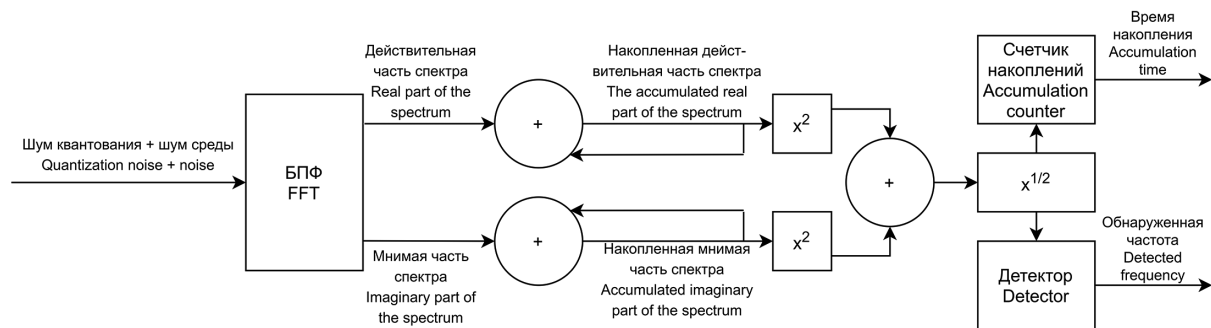 Шум квантования + шум среды
Quantization noise + noise
БПФ
FFT
Действительная
часть спектра
Real part of the
spectrum
Мнимая часть
спектра
Imaginary part of
the spectrum
+
+
Накопленная дейст-
вительная часть спектра
The accumulated real
part of the spectrum
Накопленная мнимая
часть спектра
Accumulated imaginary
part of the spectrum
x²
x²
+
x^1/2
Счетчик
накоплений
Accumulation
counter
Время
накопления
Accumulation
time
Детектор
Detector
Обнаруженная
частота
Detected
frequency